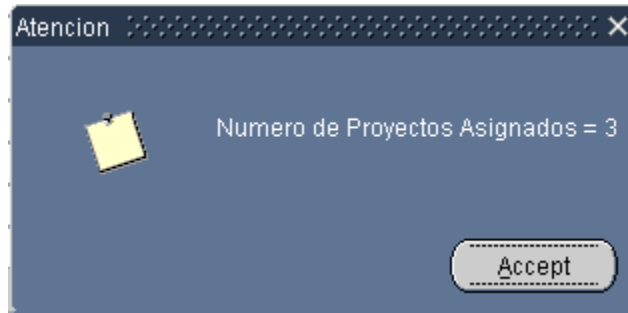 Atencion
Numero de Proyectos Asignados = 3
Accept